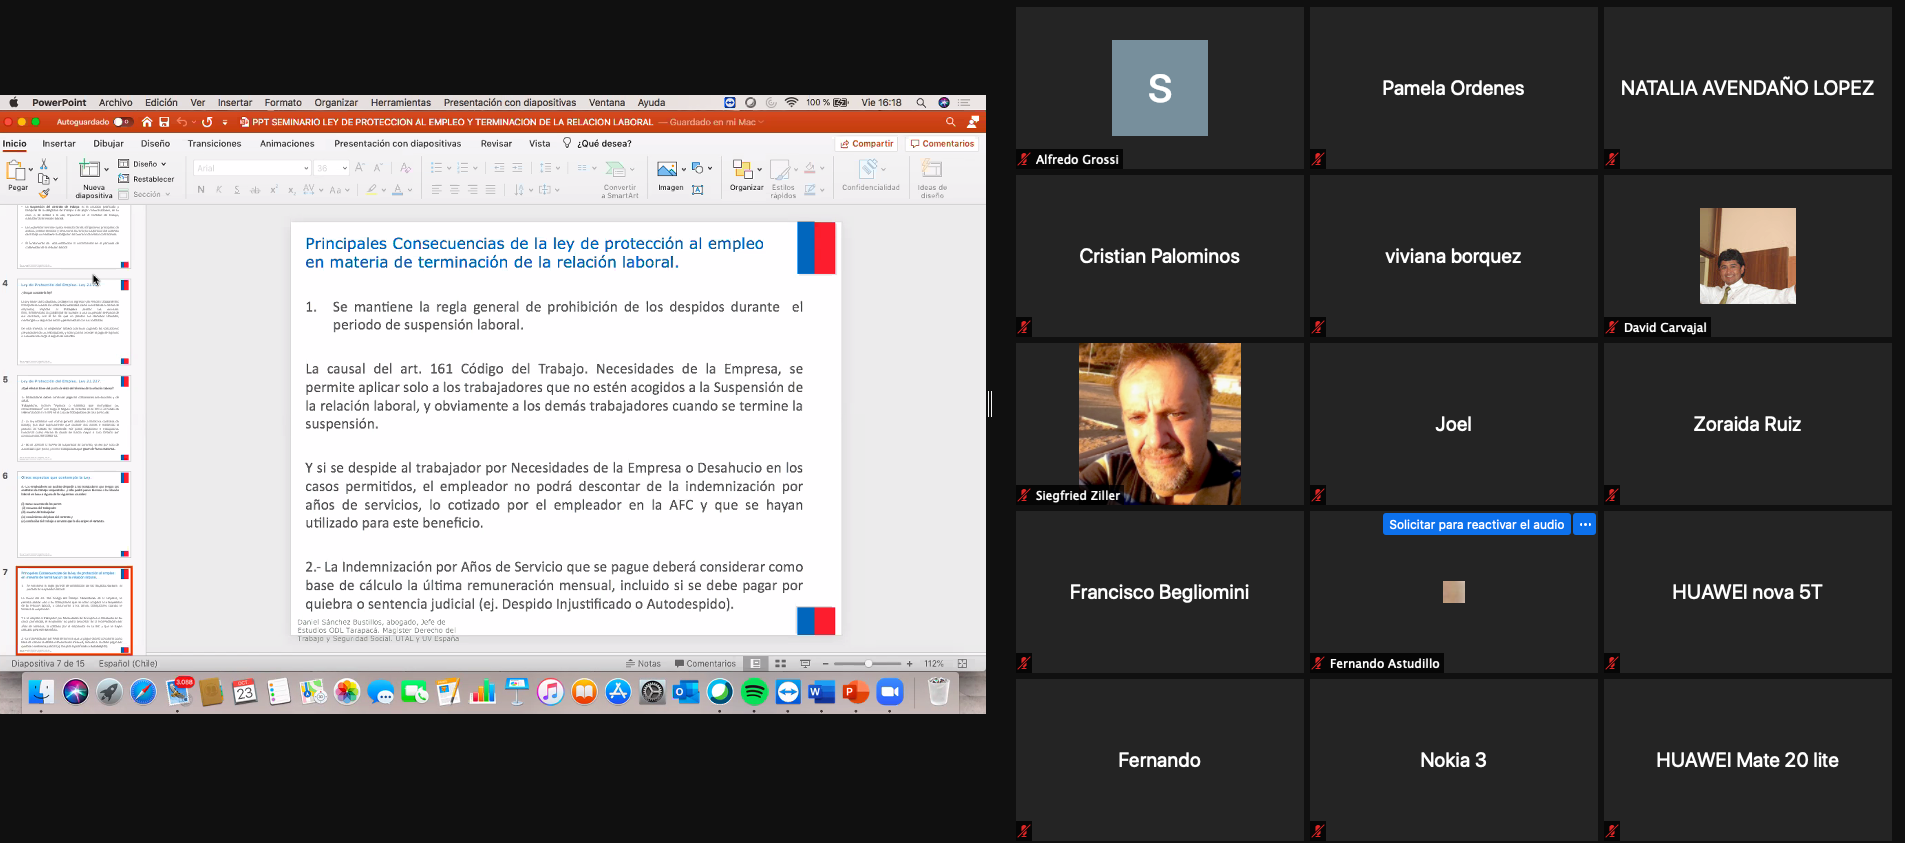 PowerPoint Archivo Edición Ver Insertar Formato Organizar Herramientas Presentación con diapositivas Ventana Ayuda 100 % Vie 16:18
Autoguardado PPT SEMINARIO LEY DE PROTECCION AL EMPLEO Y TERMINACION DE LA RELACION LABORAL — Guardado en mi Mac
Inicio Insertar Dibujar Diseño Transiciones Animaciones Presentación con diapositivas Revisar Vista ¿Qué desea? Compartir Comentarios
Pegar
Nueva diapositiva
Diseño
Restablecer
Sección
Arial 36
N K S
Convertir a SmartArt
Imagen
Organizar
Estilos rápidos
Confidencialidad
Ideas de diseño
4
5
6
7
Principales Consecuencias de la ley de protección al empleo
en materia de terminación de la relación laboral.
1. Se mantiene la regla general de prohibición de los despidos durante el
periodo de suspensión laboral.
La causal del art. 161 Código del Trabajo. Necesidades de la Empresa, se
permite aplicar solo a los trabajadores que no estén acogidos a la Suspensión de
la relación laboral, y obviamente a los demás trabajadores cuando se termine la
suspensión.
Y si se despide al trabajador por Necesidades de la Empresa o Desahucio en los
casos permitidos, el empleador no podrá descontar de la indemnización por
años de servicios, lo cotizado por el empleador en la AFC y que se hayan
utilizado para este beneficio.
2.- La Indemnización por Años de Servicio que se pague deberá considerar como
base de cálculo la última remuneración mensual, incluido si se debe pagar por
quiebra o sentencia judicial (ej. Despido Injustificado o Autodespido).
Daniel Sánchez Bustillos, abogado, Jefe de
Estudios ODL Tarapacá. Magister Derecho del
Trabajo y Seguridad Social. UTAL y UV España
Diapositiva 7 de 15 Español (Chile) Notas Comentarios 112%
3.088
OCT
23
S
Alfredo Grossi
Pamela Ordenes
NATALIA AVENDAÑO LOPEZ
Cristian Palominos
viviana borquez
David Carvajal
Siegfried Ziller
Joel
Zoraida Ruiz
Francisco Begliomini
Solicitar para reactivar el audio ...
Fernando Astudillo
HUAWEI nova 5T
Fernando
Nokia 3
HUAWEI Mate 20 lite